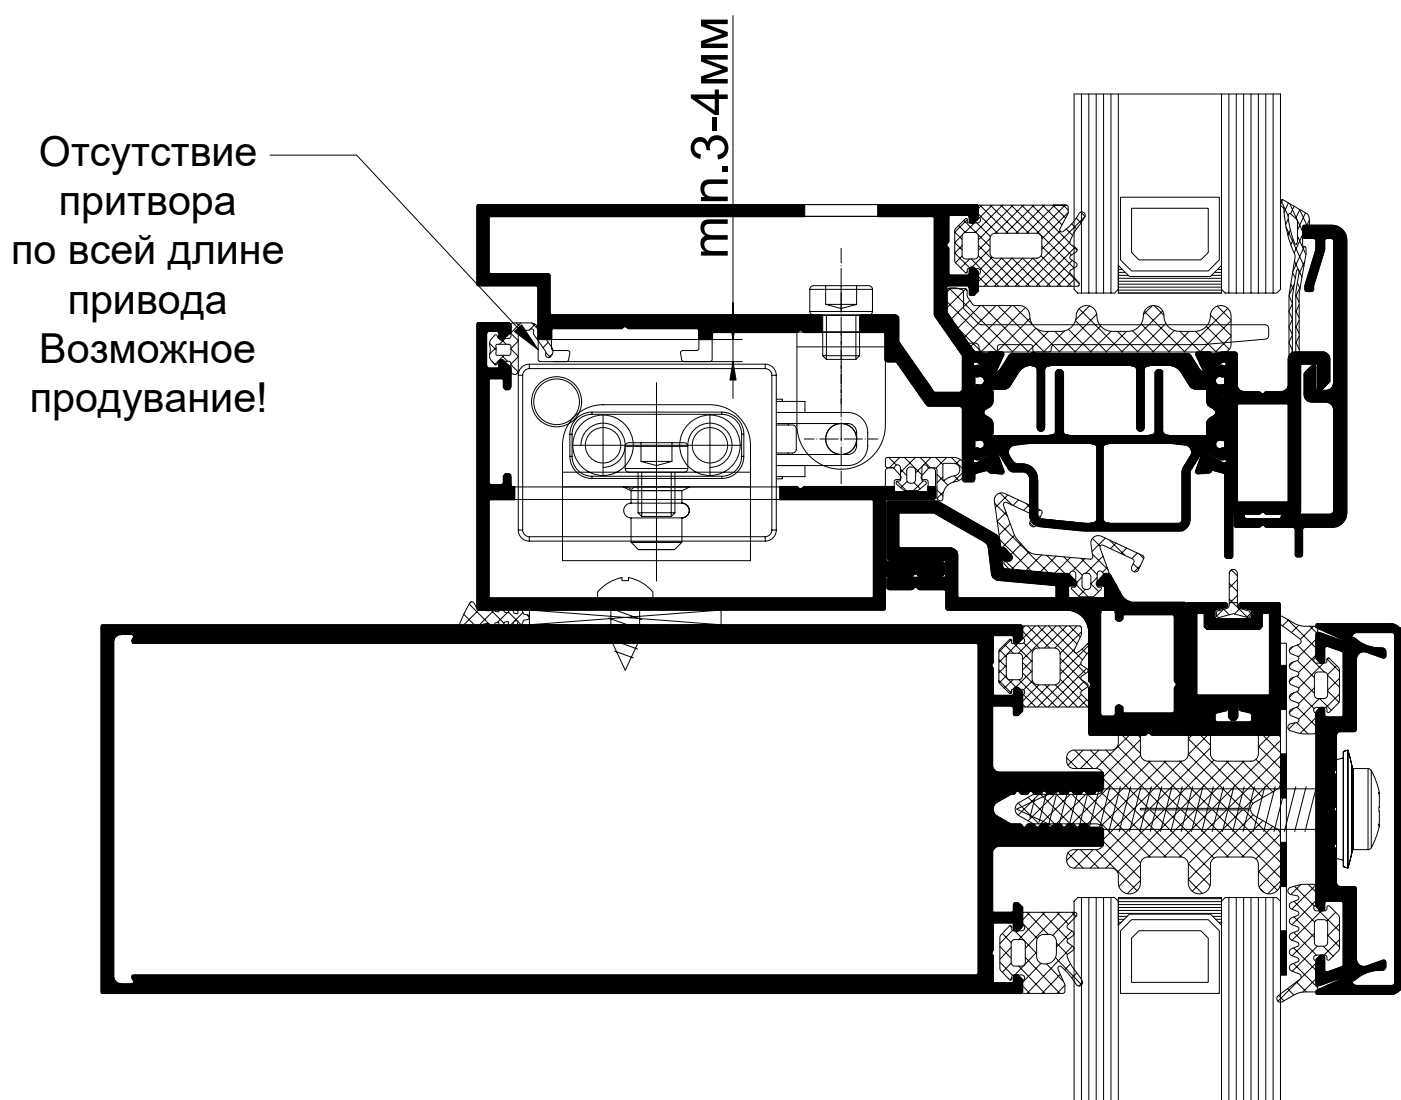 min.3-4мм
Отсутствие
притвора
по всей длине
привода
Возможное
продувание!